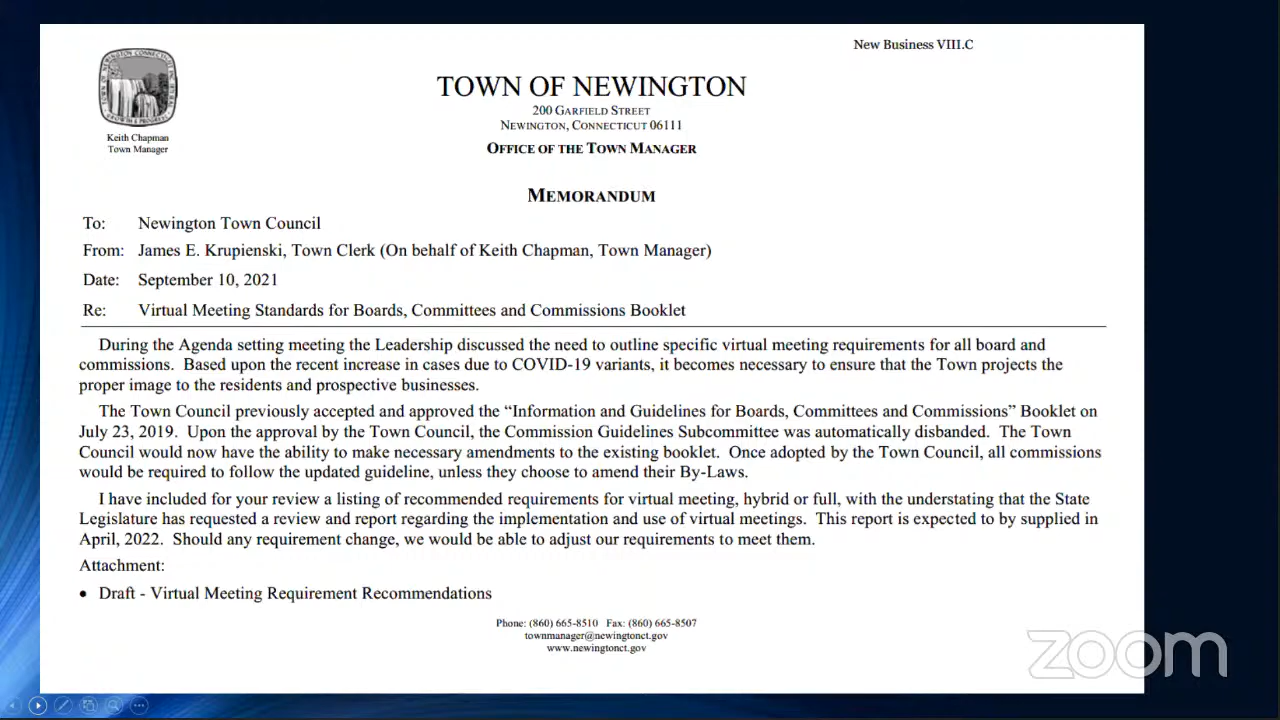 New Business VIII.C
TOWN OF NEWINGTON
200 GARFIELD STREET
NEWINGTON, CONNECTICUT 06111
OFFICE OF THE TOWN MANAGER
Keith Chapman
Town Manager
MEMORANDUM
To: Newington Town Council
From: James E. Krupienski, Town Clerk (On behalf of Keith Chapman, Town Manager)
Date: September 10, 2021
Re: Virtual Meeting Standards for Boards, Committees and Commissions Booklet
During the Agenda setting meeting the Leadership discussed the need to outline specific virtual meeting requirements for all board and
commissions. Based upon the recent increase in cases due to COVID-19 variants, it becomes necessary to ensure that the Town projects the
proper image to the residents and prospective businesses.
The Town Council previously accepted and approved the “Information and Guidelines for Boards, Committees and Commissions” Booklet on
July 23, 2019. Upon the approval by the Town Council, the Commission Guidelines Subcommittee was automatically disbanded. The Town
Council would now have the ability to make necessary amendments to the existing booklet. Once adopted by the Town Council, all commissions
would be required to follow the updated guideline, unless they choose to amend their By-Laws.
I have included for your review a listing of recommended requirements for virtual meeting, hybrid or full, with the understating that the State
Legislature has requested a review and report regarding the implementation and use of virtual meetings. This report is expected to by supplied in
April, 2022. Should any requirement change, we would be able to adjust our requirements to meet them.
Attachment:
• Draft - Virtual Meeting Requirement Recommendations
Phone: (860) 665-8510 Fax: (860) 665-8507
townmanager@newingtonct.gov
www.newingtonct.gov
zoom